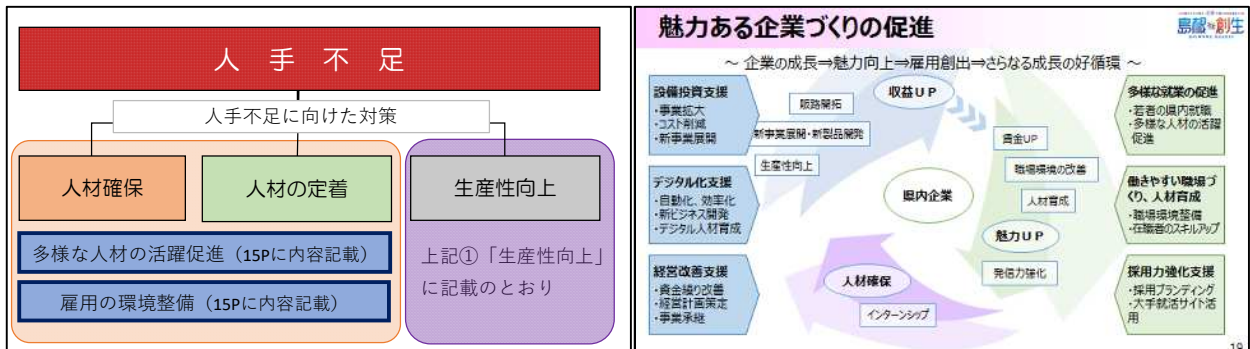 人手不足
人手不足に向けた対策
人材確保
人材の定着
生産性向上
多様な人材の活躍促進（15Pに内容記載）
雇用の環境整備（15Pに内容記載）
上記①「生産性向上」
に記載のとおり
魅力ある企業づくりの促進
島根を創生
～ 企業の成長⇒魅力向上⇒雇用創出⇒さらなる成長の好循環 ～
設備投資支援
・事業拡大
・コスト削減
・新事業展開
デジタル化支援
・自動化、効率化
・新ビジネス開発
・デジタル人材育成
経営改善支援
・資金繰り改善
・経営計画策定
・事業承継
販路開拓
新事業展開・新製品開発
生産性向上
収益UP
県内企業
賃金UP
職場環境の改善
人材育成
魅力UP
発信力強化
人材確保
インターンシップ
多様な就業の促進
・若者の県内就職
・多様な人材の活躍
促進
働きやすい職場づ
くり、人材育成
・職場環境整備
・在職者のスキルアップ
採用力強化支援
・採用ブランディング
・大手就活サイト活
用
19